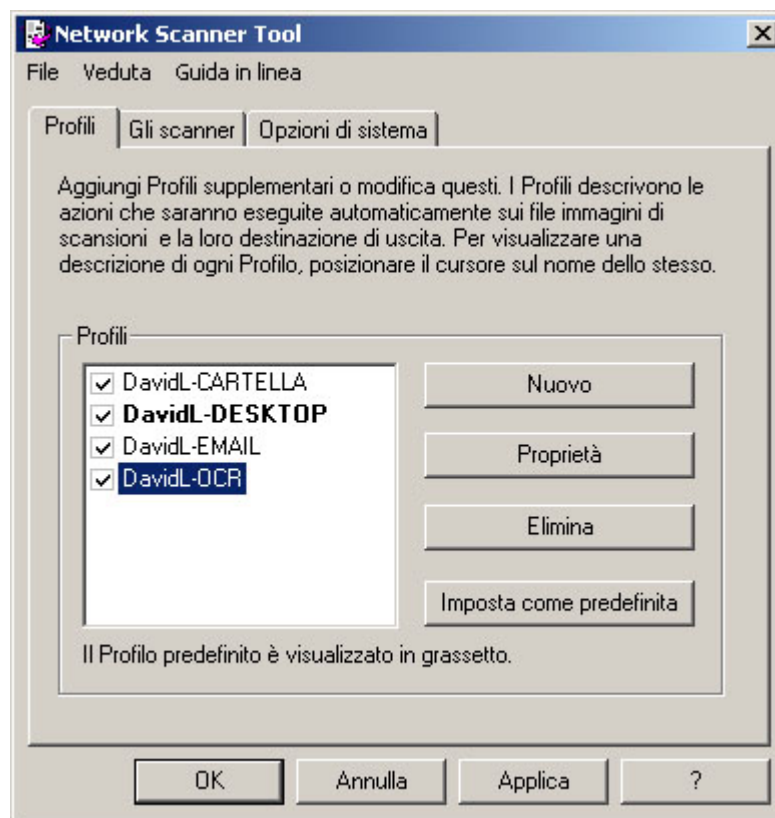 Network Scanner Tool
File Veduta Guida in linea
Profili Gli scanner Opzioni di sistema
Aggiungi Profili supplementari o modifica questi. I Profili descrivono le
azioni che saranno eseguite automaticamente sui file immagini di
scansioni e la loro destinazione di uscita. Per visualizzare una
descrizione di ogni Profilo, posizionare il cursore sul nome dello stesso.
Profili
DavidL-CARTELLA
DavidL-DESKTOP
DavidL-EMAIL
DavidL-OCR
Nuovo
Proprietà
Elimina
Imposta come predefinita
Il Profilo predefinito è visualizzato in grassetto.
OK Annulla Applica ?